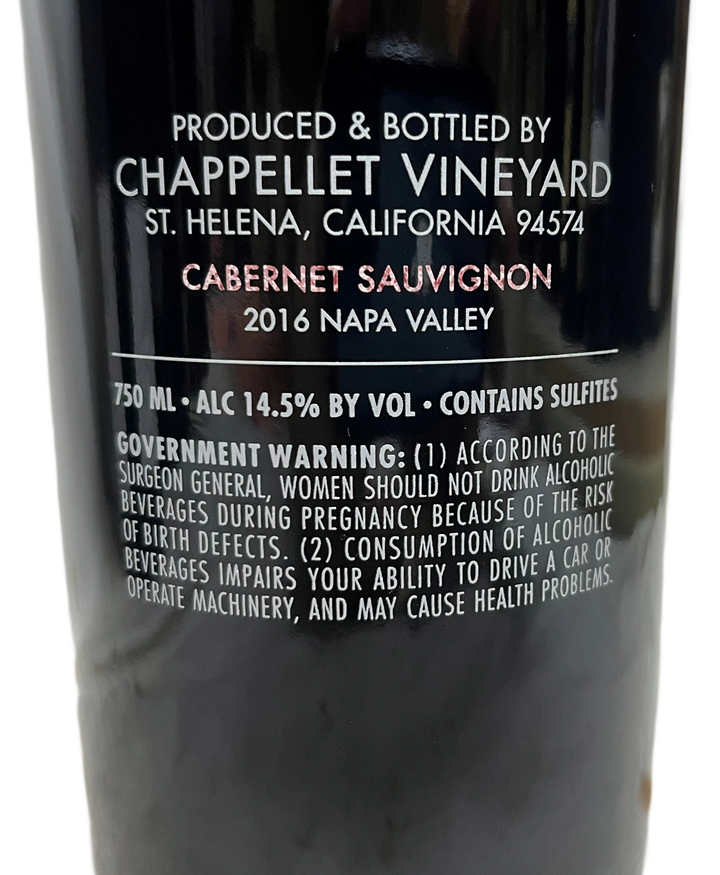 PRODUCED & BOTTLED BY
CHAPPELLET VINEYARD
ST. HELENA, CALIFORNIA 94574
CABERNET SAUVIGNON
2016 NAPA VALLEY
750 ML • ALC 14.5% BY VOL • CONTAINS SULFITES
GOVERNMENT WARNING: (1) ACCORDING TO THE
SURGEON GENERAL, WOMEN SHOULD NOT DRINK ALCOHOLIC
BEVERAGES DURING PREGNANCY BECAUSE OF THE RISK
OF BIRTH DEFECTS. (2) CONSUMPTION OF ALCOHOLIC
BEVERAGES IMPAIRS YOUR ABILITY TO DRIVE A CAR OR
OPERATE MACHINERY, AND MAY CAUSE HEALTH PROBLEMS.